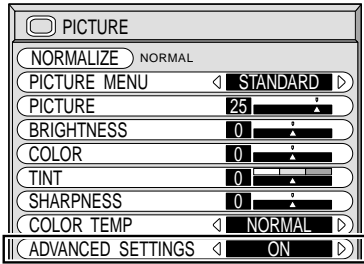 PICTURE
NORMALIZE NORMAL
PICTURE MENU STANDARD
PICTURE 25
BRIGHTNESS 0
COLOR 0
TINT 0
SHARPNESS 0
COLOR TEMP NORMAL
ADVANCED SETTINGS ON